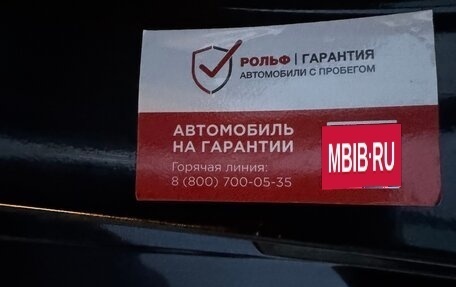 РОЛЬФ | ГАРАНТИЯ
АВТОМОБИЛИ С ПРОБЕГОМ
АВТОМОБИЛЬ
НА ГАРАНТИИ
Горячая линия:
8 (800) 700-05-35
MBIB.RU